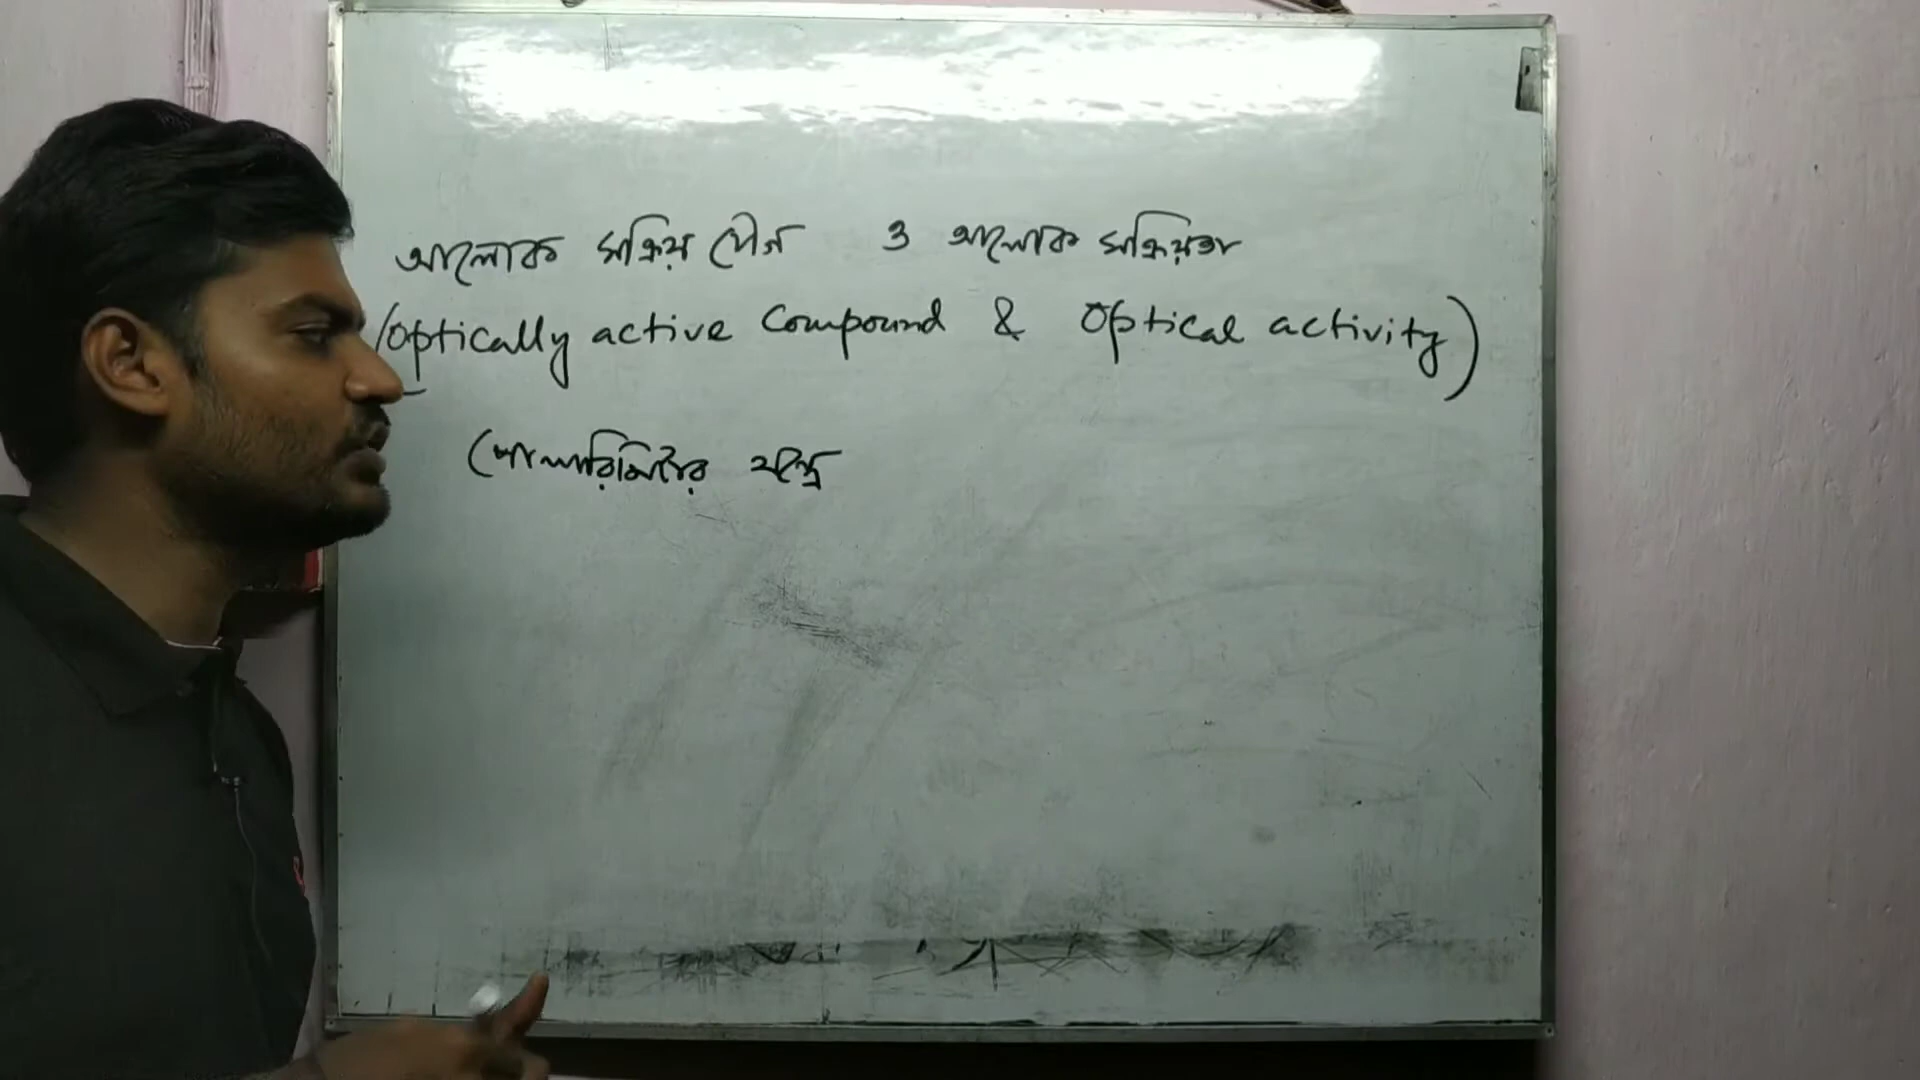 আলোক সক্রিয় যৌগ ও আলোক সক্রিয়তা
(optically active compound & optical activity)
পোলারিমিটার যন্ত্রে